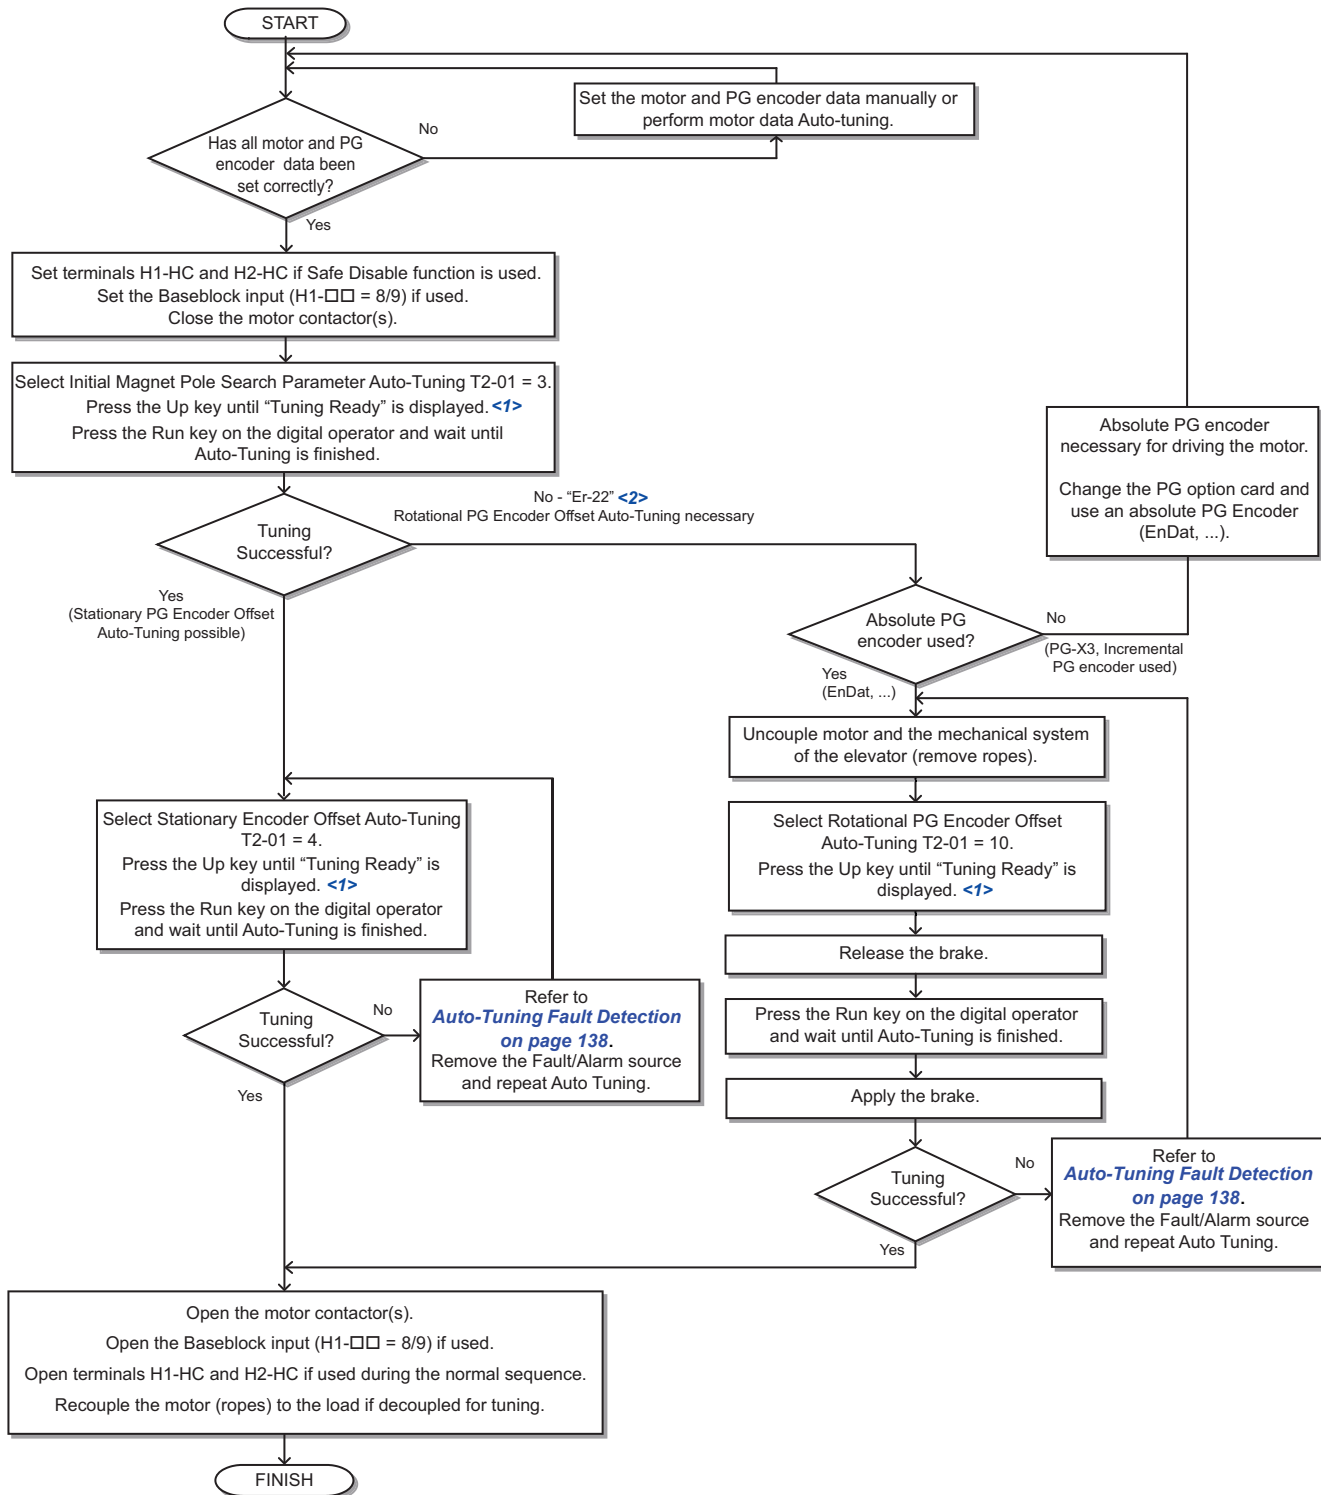 START
Set the motor and PG encoder data manually or
perform motor data Auto-tuning.
Has all motor and PG
encoder data been
set correctly?
No
Yes
Set terminals H1-HC and H2-HC if Safe Disable function is used.
Set the Baseblock input (H1-□□ = 8/9) if used.
Close the motor contactor(s).
Select Initial Magnet Pole Search Parameter Auto-Tuning T2-01 = 3.
Press the Up key until “Tuning Ready” is displayed. <1>
Press the Run key on the digital operator and wait until
Auto-Tuning is finished.
Absolute PG encoder
necessary for driving the motor.
Change the PG option card and
use an absolute PG Encoder
(EnDat, ...).
Tuning
Successful?
No - “Er-22” <2>
Rotational PG Encoder Offset Auto-Tuning necessary
Yes
(Stationary PG Encoder Offset
Auto-Tuning possible)
Absolute PG
encoder used?
No
(PG-X3, Incremental
PG encoder used)
Yes
(EnDat, ...)
Uncouple motor and the mechanical system
of the elevator (remove ropes).
Select Stationary Encoder Offset Auto-Tuning
T2-01 = 4.
Press the Up key until “Tuning Ready” is
displayed. <1>
Press the Run key on the digital operator
and wait until Auto-Tuning is finished.
Select Rotational PG Encoder Offset
Auto-Tuning T2-01 = 10.
Press the Up key until “Tuning Ready” is
displayed. <1>
Release the brake.
Tuning
Successful?
No
Yes
Refer to
Auto-Tuning Fault Detection
on page 138.
Remove the Fault/Alarm source
and repeat Auto Tuning.
Press the Run key on the digital operator
and wait until Auto-Tuning is finished.
Apply the brake.
Tuning
Successful?
No
Yes
Refer to
Auto-Tuning Fault Detection
on page 138.
Remove the Fault/Alarm source
and repeat Auto Tuning.
Open the motor contactor(s).
Open the Baseblock input (H1-□□ = 8/9) if used.
Open terminals H1-HC and H2-HC if used during the normal sequence.
Recouple the motor (ropes) to the load if decoupled for tuning.
FINISH